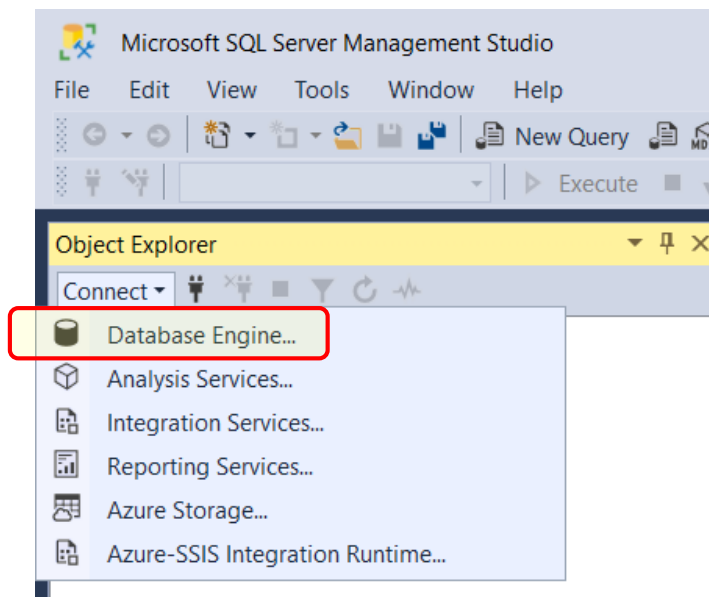 Microsoft SQL Server Management Studio
File Edit View Tools Window Help
New Query MD
Execute
Object Explorer
Connect
Database Engine...
Analysis Services...
Integration Services...
Reporting Services...
Azure Storage...
Azure-SSIS Integration Runtime...